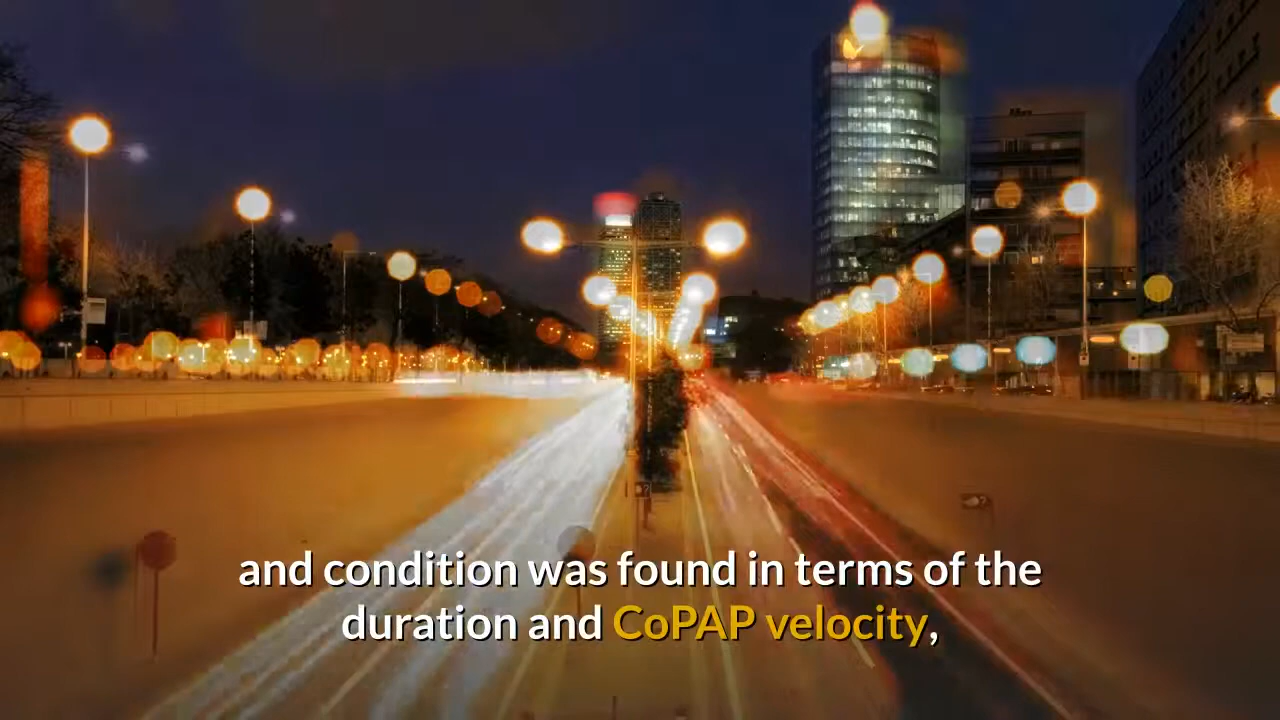 and condition was found in terms of the
duration and CoPAP velocity,